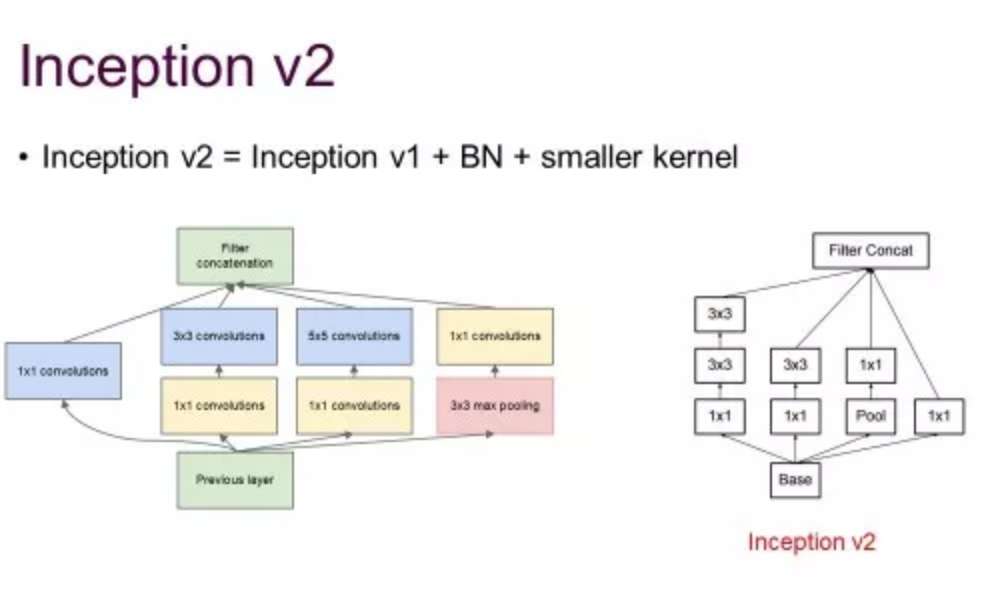 Inception v2
• Inception v2 = Inception v1 + BN + smaller kernel
Filter
concatenation
3x3 convolutions
5x5 convolutions
1x1 convolutions
1x1 convolutions
1x1 convolutions
1x1 convolutions
3x3 max pooling
Previous layer
Filter Concat
3x3
3x3
3x3
1x1
1x1
1x1
Pool
1x1
Base
Inception v2